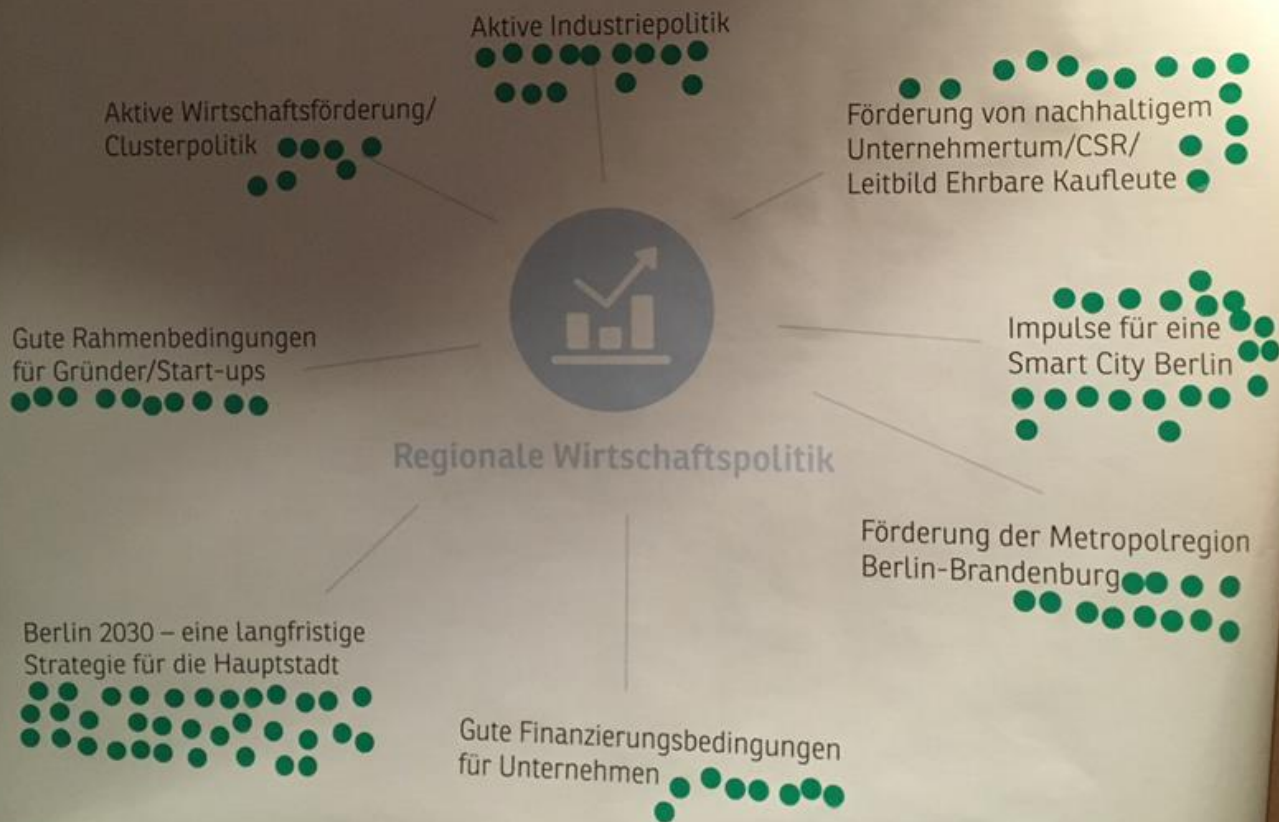 Aktive Industriepolitik
Aktive Wirtschaftsförderung/
Clusterpolitik
Förderung von nachhaltigem
Unternehmertum/CSR/
Leitbild Ehrbare Kaufleute
Gute Rahmenbedingungen
für Gründer/Start-ups
Impulse für eine
Smart City Berlin
Regionale Wirtschaftspolitik
Förderung der Metropolregion
Berlin-Brandenburg
Berlin 2030 – eine langfristige
Strategie für die Hauptstadt
Gute Finanzierungsbedingungen
für Unternehmen